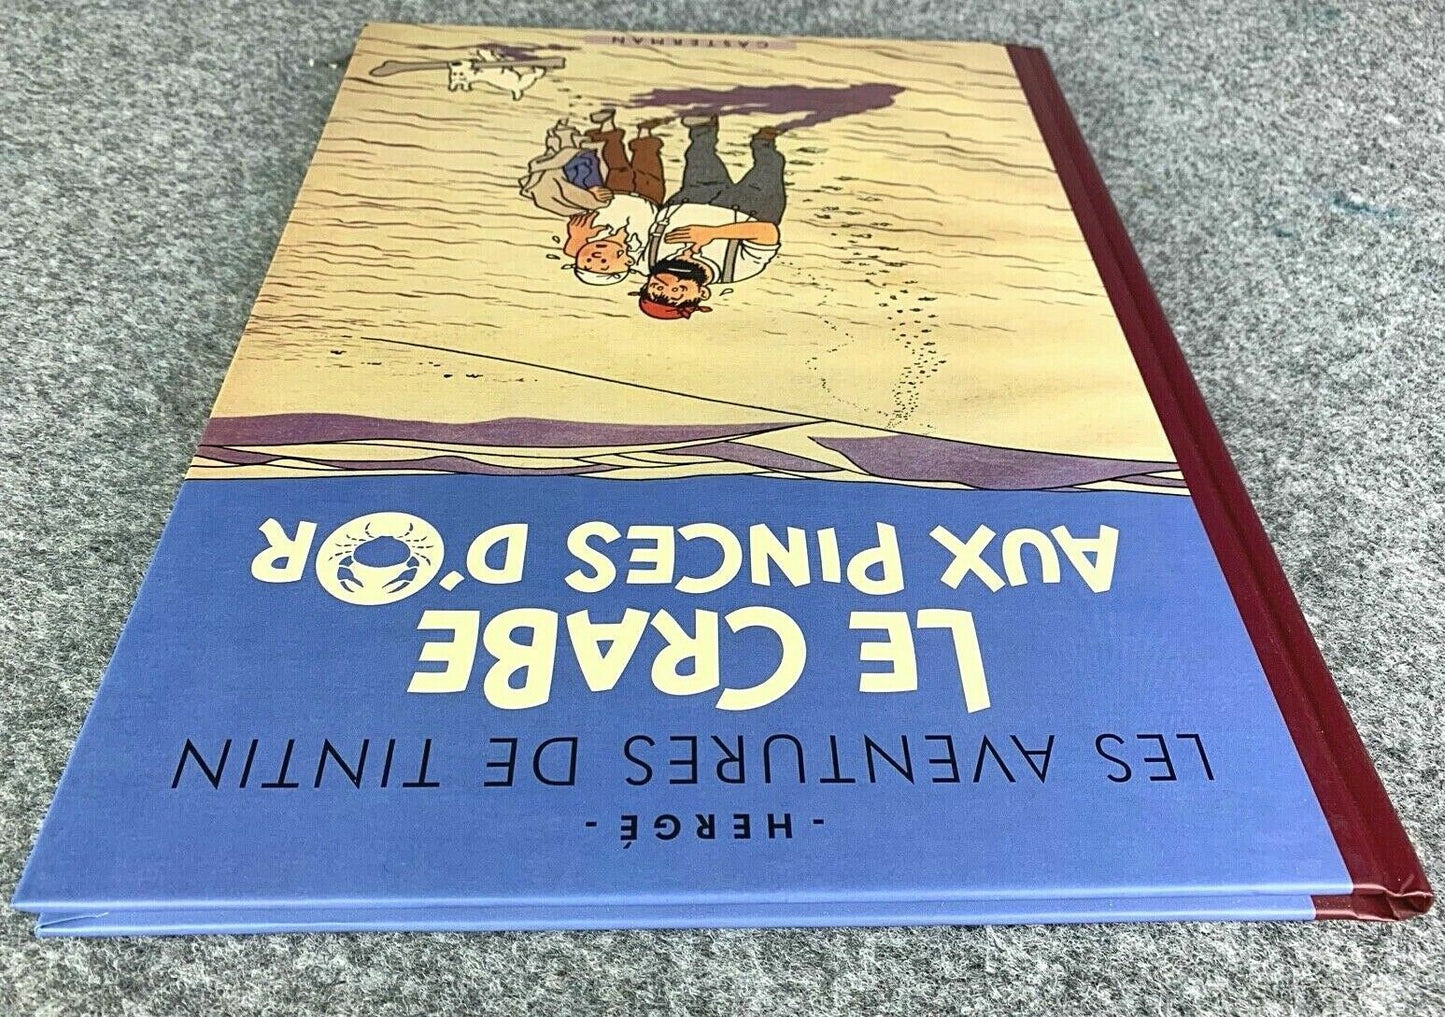 - HERGÉ -
LES AVENTURES DE TINTIN
LE CRABE
AUX PINCES D'OR
CASTERMAN